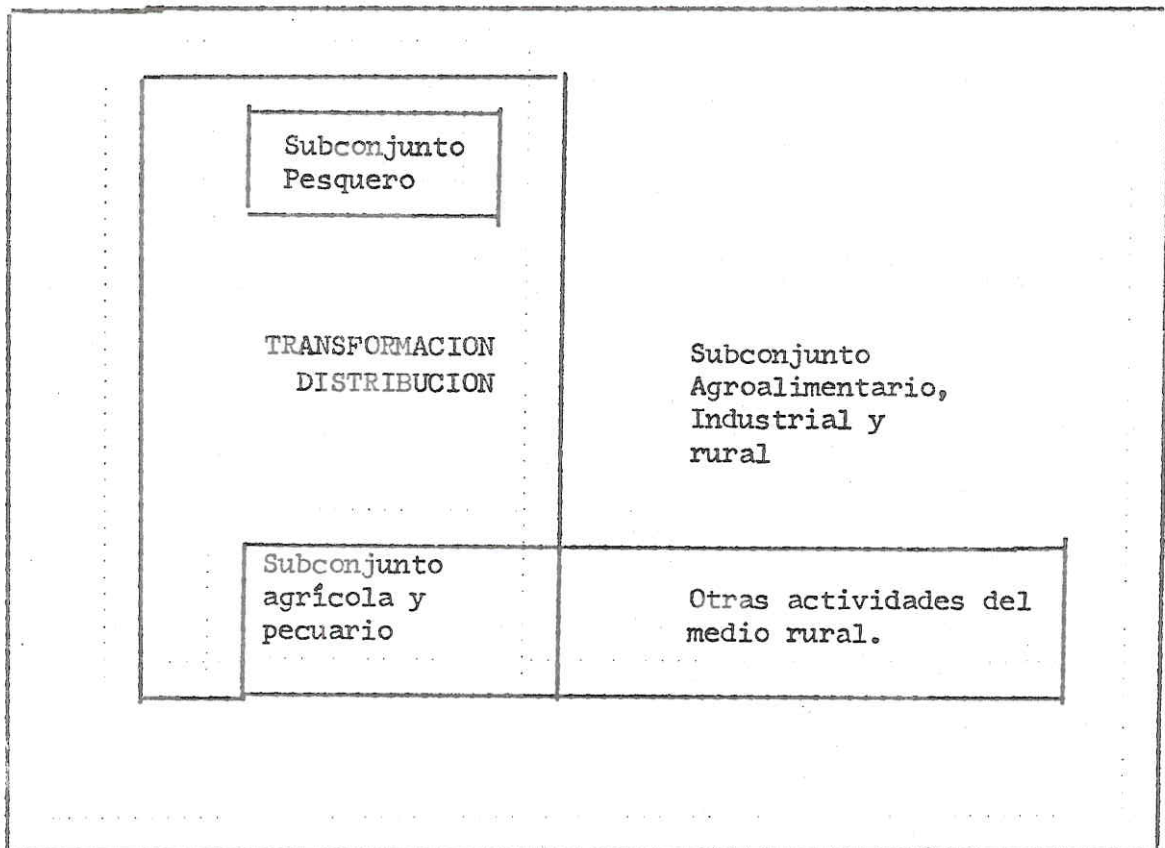 Subconjunto
Pesquero
TRANSFORMACION
DISTRIBUCION
Subconjunto
Agroalimentario,
Industrial y
rural
Subconjunto
agrícola y
pecuario
Otras actividades del
medio rural.